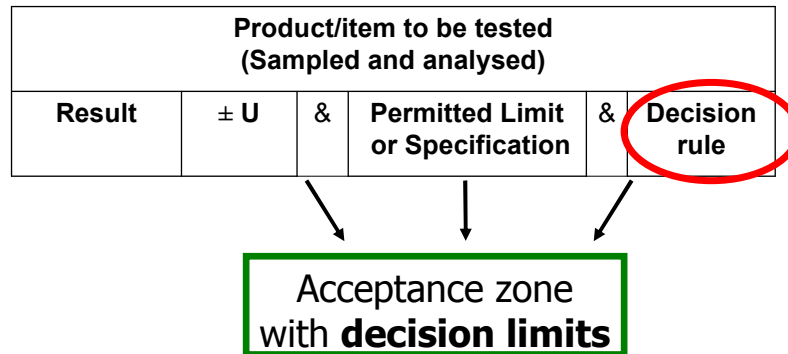 Product/item to be tested
(Sampled and analysed)
Result ± U & Permitted Limit & Decision
or Specification rule
Acceptance zone
with decision limits